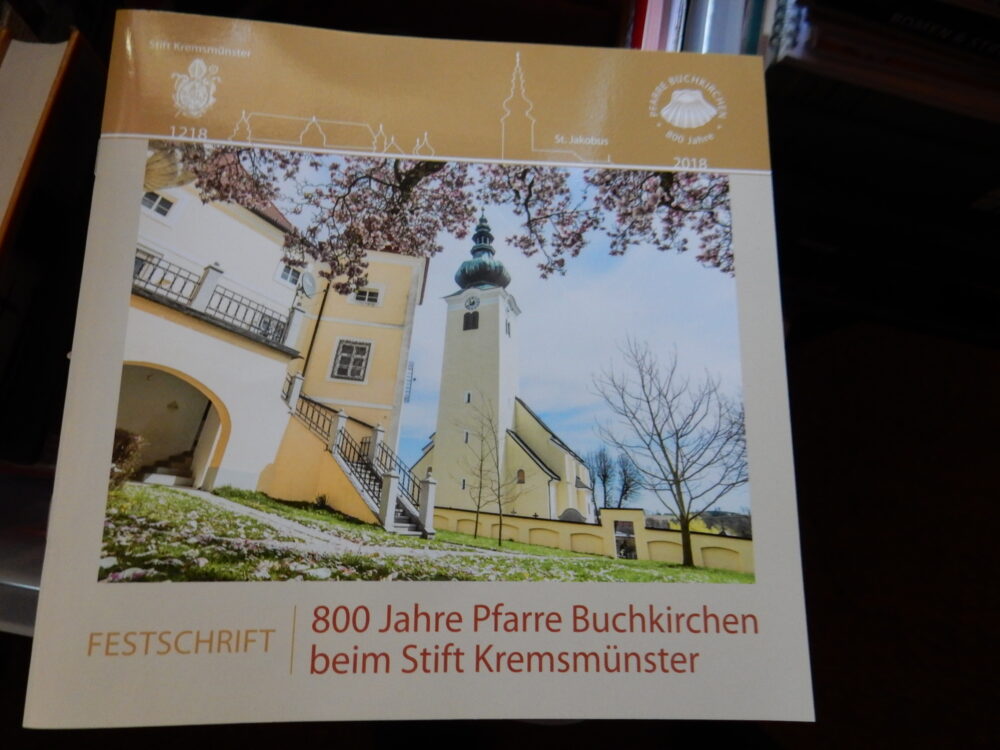 Stift Kremsmünster
1218
St. Jakobus
PFARRE BUCHKIRCHEN
• 800 Jahre •
2018
FESTSCHRIFT
800 Jahre Pfarre Buchkirchen
beim Stift Kremsmünster